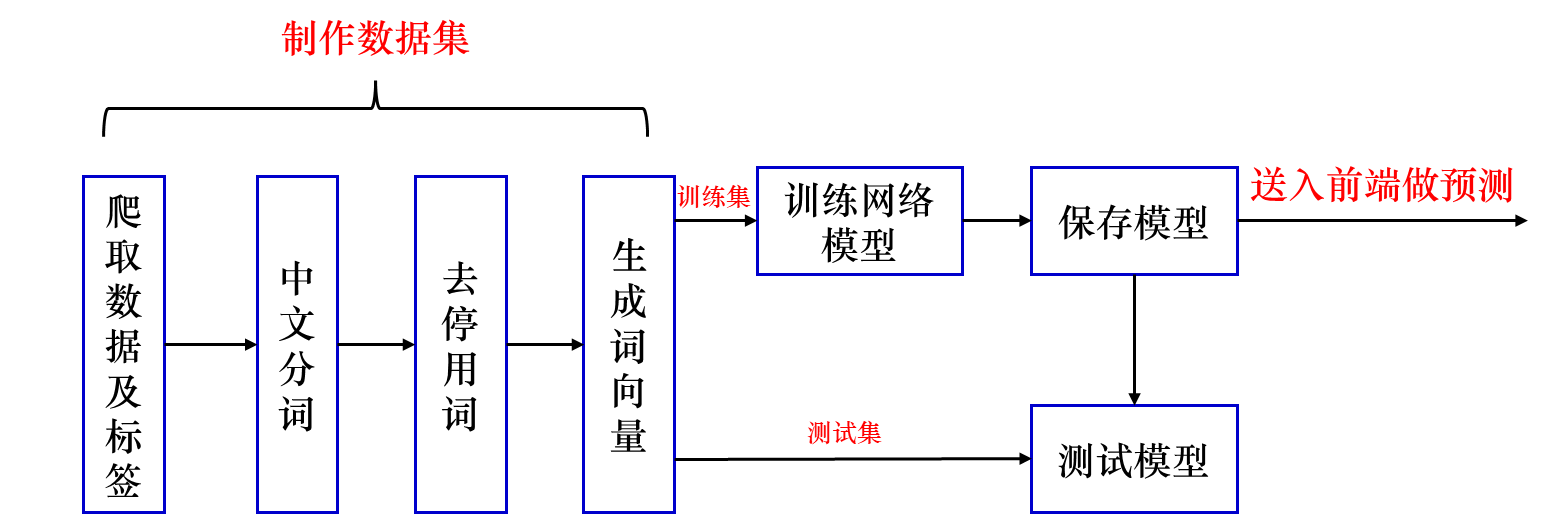 制作数据集
爬取数据及标签
中文分词
去停用词
生成词向量
训练集
训练网络
模型
保存模型
送入前端做预测
测试集
测试模型